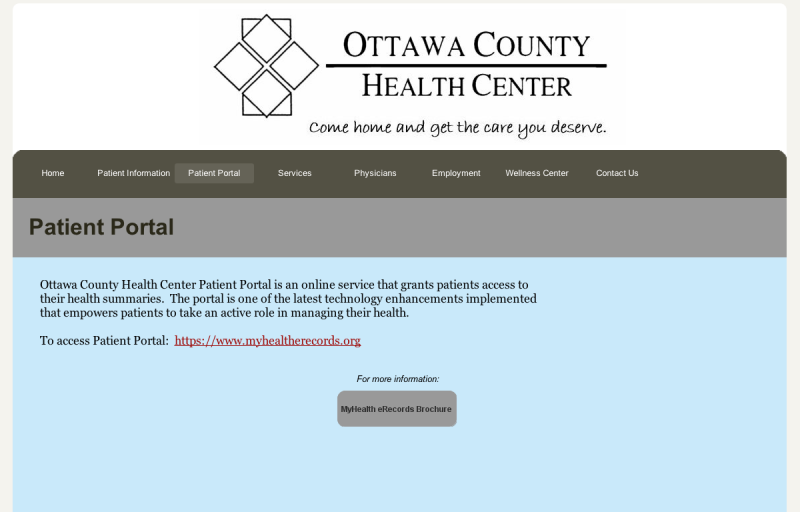 OTTAWA COUNTY
HEALTH CENTER
Come home and get the care you deserve.
Home Patient Information Patient Portal Services Physicians Employment Wellness Center Contact Us
Patient Portal
Ottawa County Health Center Patient Portal is an online service that grants patients access to
their health summaries.  The portal is one of the latest technology enhancements implemented
that empowers patients to take an active role in managing their health.
To access Patient Portal:  https://www.myhealtherecords.org
For more information:
MyHealth eRecords Brochure